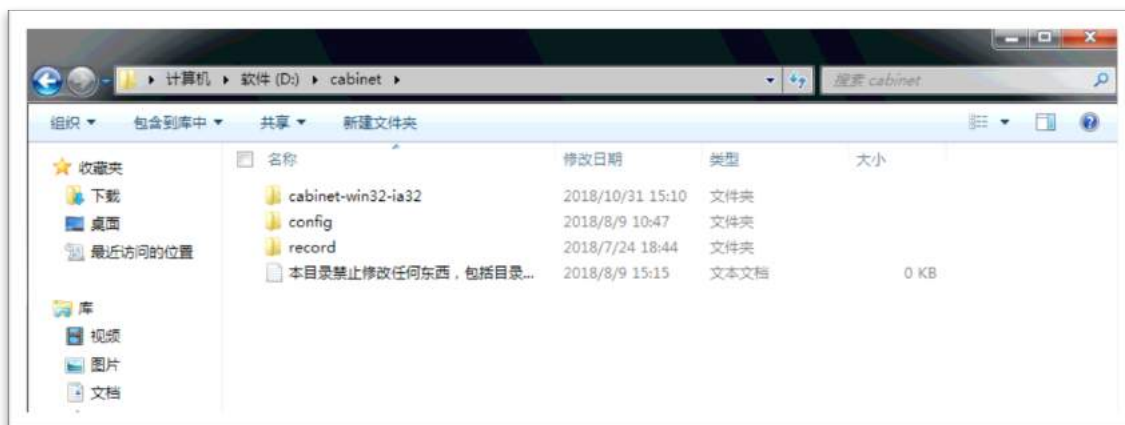 计算机 ▸ 软件 (D:) ▸ cabinet ▸ 搜索 cabinet
组织 包含到库中 共享 新建文件夹
收藏夹
下载
桌面
最近访问的位置
库
视频
图片
文档
名称 修改日期 类型 大小
cabinet-win32-ia32 2018/10/31 15:10 文件夹
config 2018/8/9 10:47 文件夹
record 2018/7/24 18:44 文件夹
本目录禁止修改任何东西，包括目录... 2018/8/9 15:15 文本文档 0 KB